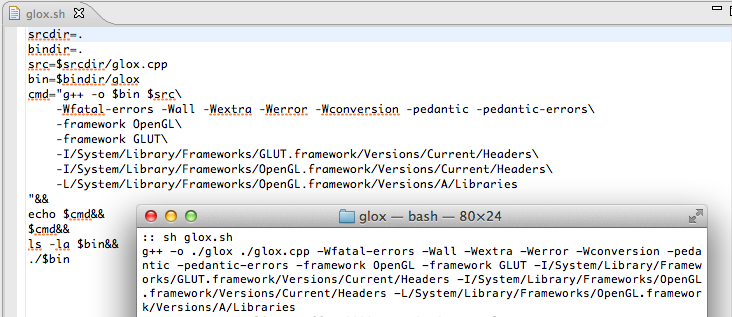 glox.sh
srcdir=.
bindir=.
src=$srcdir/glox.cpp
bin=$bindir/glox
cmd="g++ -o $bin $src\
-Wfatal-errors -Wall -Wextra -Werror -Wconversion -pedantic -pedantic-errors\
-framework OpenGL\
-framework GLUT\
-I/System/Library/Frameworks/GLUT.framework/Versions/Current/Headers\
-I/System/Library/Frameworks/OpenGL.framework/Versions/Current/Headers\
-L/System/Library/Frameworks/OpenGL.framework/Versions/A/Libraries
"&&
echo $cmd&&
$cmd&&
ls -la $bin&&
./$bin
glox — bash — 80×24
:: sh glox.sh
g++ -o ./glox ./glox.cpp -Wfatal-errors -Wall -Wextra -Werror -Wconversion -peda
ntic -pedantic-errors -framework OpenGL -framework GLUT -I/System/Library/Framew
orks/GLUT.framework/Versions/Current/Headers -I/System/Library/Frameworks/OpenGL
.framework/Versions/Current/Headers -L/System/Library/Frameworks/OpenGL.framewor
k/Versions/A/Libraries